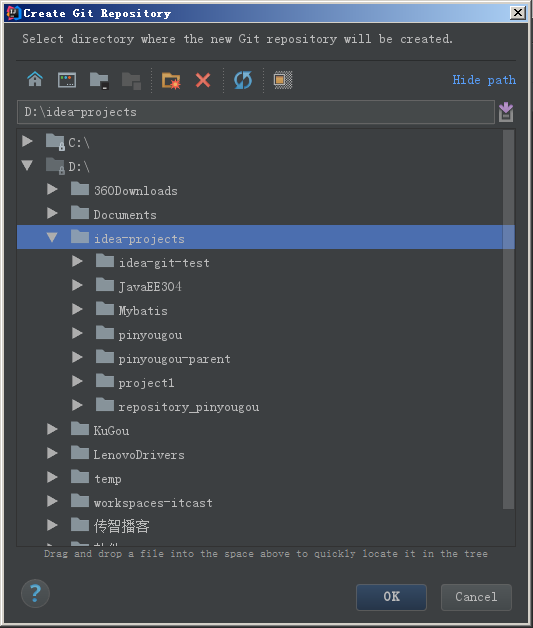 Create Git Repository
Select directory where the new Git repository will be created.
Hide path
D:\idea-projects
C:\
D:\
360Downloads
Documents
idea-projects
idea-git-test
JavaEE304
Mybatis
pinyougou
pinyougou-parent
project1
repository_pinyougou
KuGou
LenovoDrivers
temp
workspaces-itcast
传智播客
Drag and drop a file into the space above to quickly locate it in the tree
? OK Cancel